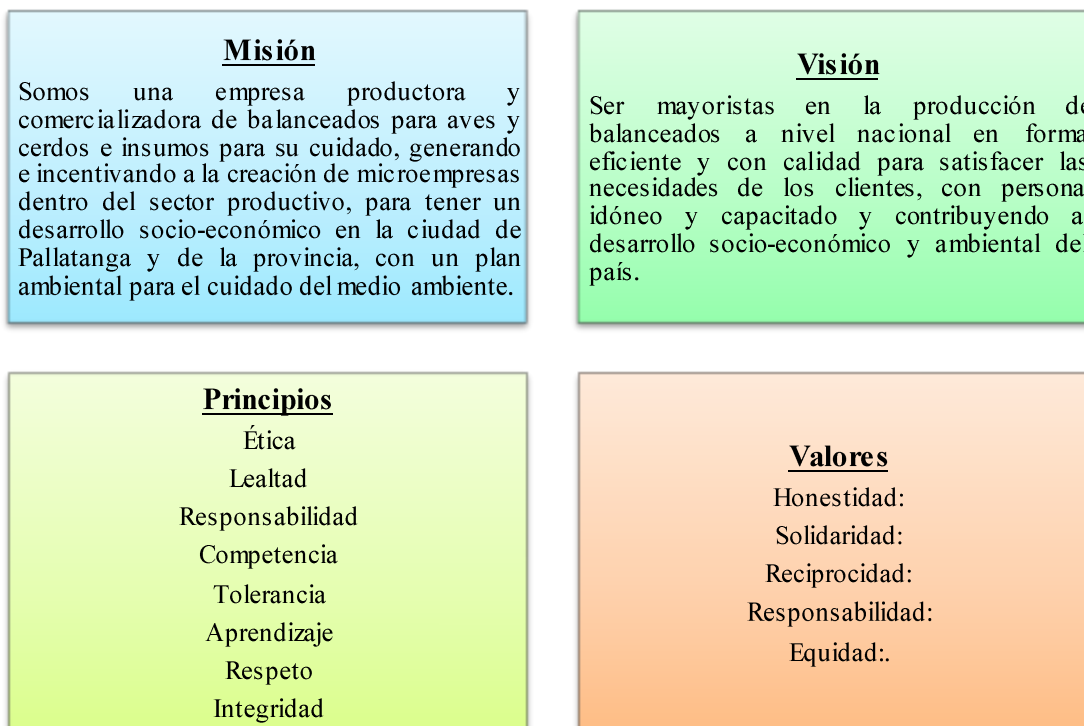 Misión
Somos una empresa productora y
comercializadora de balanceados para aves y
cerdos e insumos para su cuidado, generando
e incentivando a la creación de microempresas
dentro del sector productivo, para tener un
desarrollo socio-económico en la ciudad de
Pallatanga y de la provincia, con un plan
ambiental para el cuidado del medio ambiente.
Visión
Ser mayoristas en la producción de
balanceados a nivel nacional en forma
eficiente y con calidad para satisfacer las
necesidades de los clientes, con personal
idóneo y capacitado y contribuyendo al
desarrollo socio-económico y ambiental del
país.
Principios
Ética
Lealtad
Responsabilidad
Competencia
Tolerancia
Aprendizaje
Respeto
Integridad
Valores
Honestidad:
Solidaridad:
Reciprocidad:
Responsabilidad:
Equidad:.